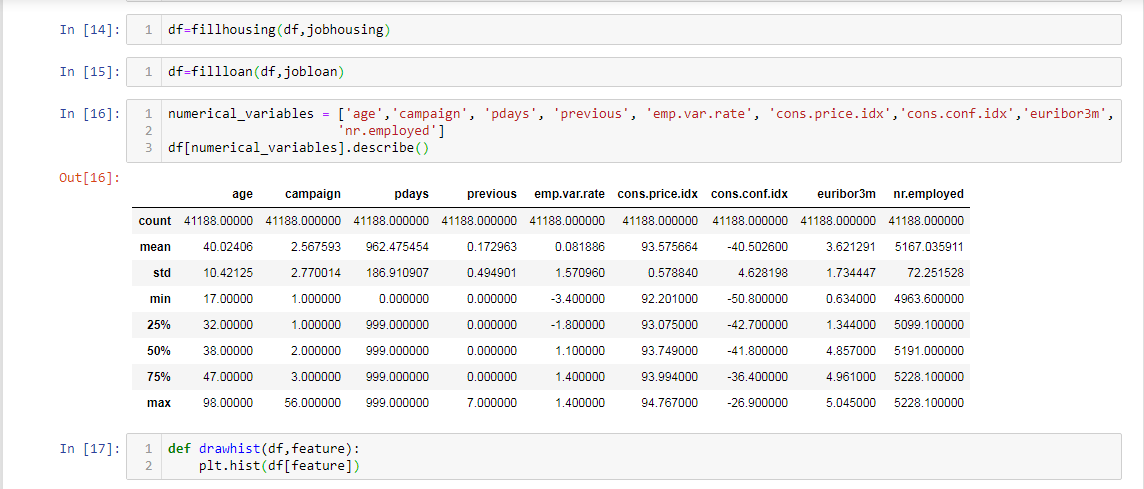 In [14]: 1 df=fillhousing(df,jobhousing)
In [15]: 1 df=fillloan(df,jobloan)
In [16]: 1 numerical_variables = ['age','campaign', 'pdays', 'previous', 'emp.var.rate', 'cons.price.idx','cons.conf.idx','euribor3m',
2 'nr.employed']
3 df[numerical_variables].describe()
Out[16]:
age campaign pdays previous emp.var.rate cons.price.idx cons.conf.idx euribor3m nr.employed
count 41188.00000 41188.000000 41188.000000 41188.000000 41188.000000 41188.000000 41188.000000 41188.000000 41188.000000
mean 40.02406 2.567593 962.475454 0.172963 0.081886 93.575664 -40.502600 3.621291 5167.035911
std 10.42125 2.770014 186.910907 0.494901 1.570960 0.578840 4.628198 1.734447 72.251528
min 17.00000 1.000000 0.000000 0.000000 -3.400000 92.201000 -50.800000 0.634000 4963.600000
25% 32.00000 1.000000 999.000000 0.000000 -1.800000 93.075000 -42.700000 1.344000 5099.100000
50% 38.00000 2.000000 999.000000 0.000000 1.100000 93.749000 -41.800000 4.857000 5191.000000
75% 47.00000 3.000000 999.000000 0.000000 1.400000 93.994000 -36.400000 4.961000 5228.100000
max 98.00000 56.000000 999.000000 7.000000 1.400000 94.767000 -26.900000 5.045000 5228.100000
In [17]: 1 def drawhist(df,feature):
2 plt.hist(df[feature])